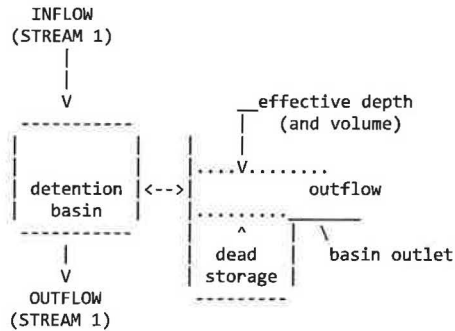 INFLOW
(STREAM 1)
effective depth
(and volume)
detention
basin
<-->
outflow
dead
storage
basin outlet
OUTFLOW
(STREAM 1)